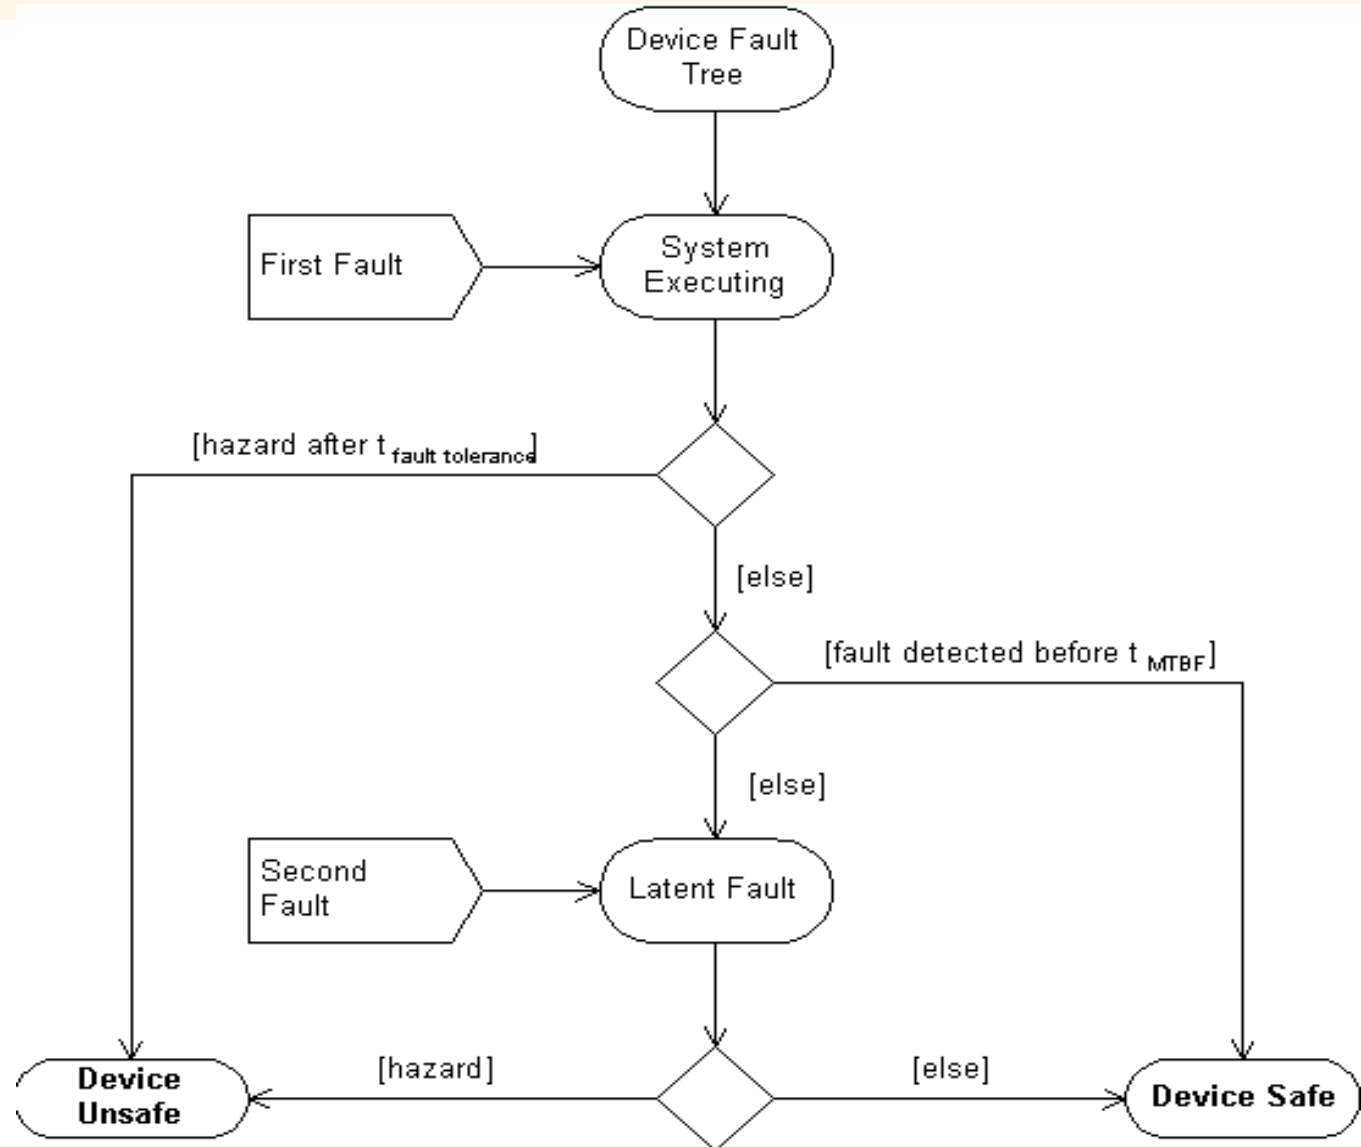 Device Fault
Tree
First Fault
System
Executing
[hazard after t fault tolerance]
[else]
[fault detected before t MTBF]
[else]
Second
Fault
Latent Fault
Device
Unsafe
[hazard]
[else]
Device Safe